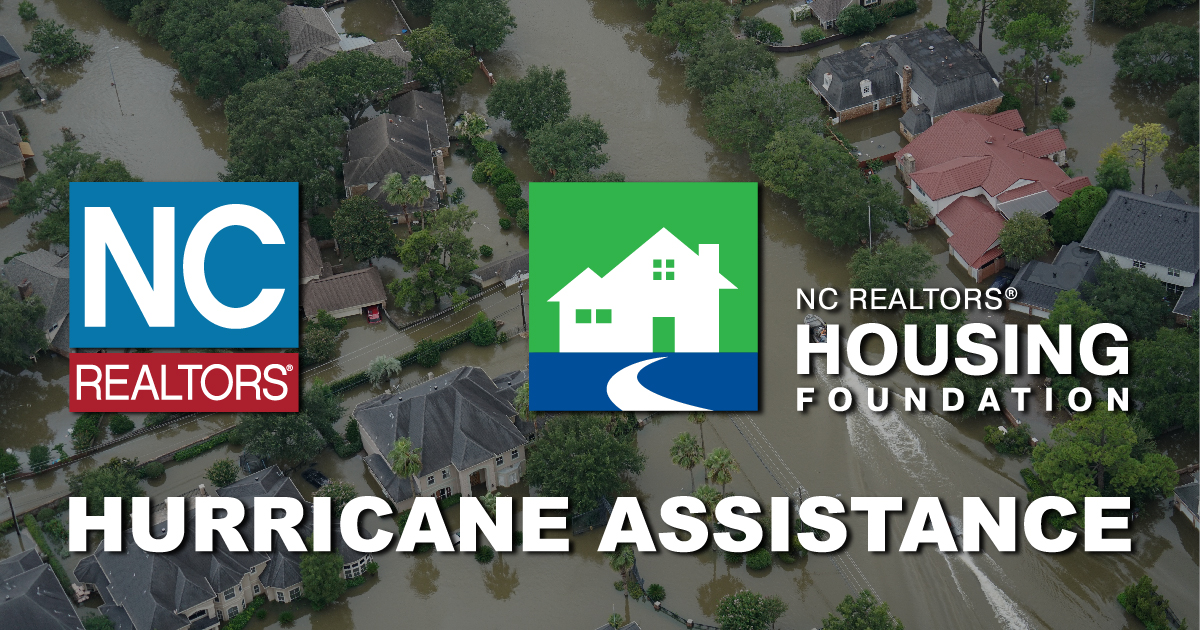 NC
REALTORS®
NC REALTORS®
HOUSING
FOUNDATION
HURRICANE ASSISTANCE